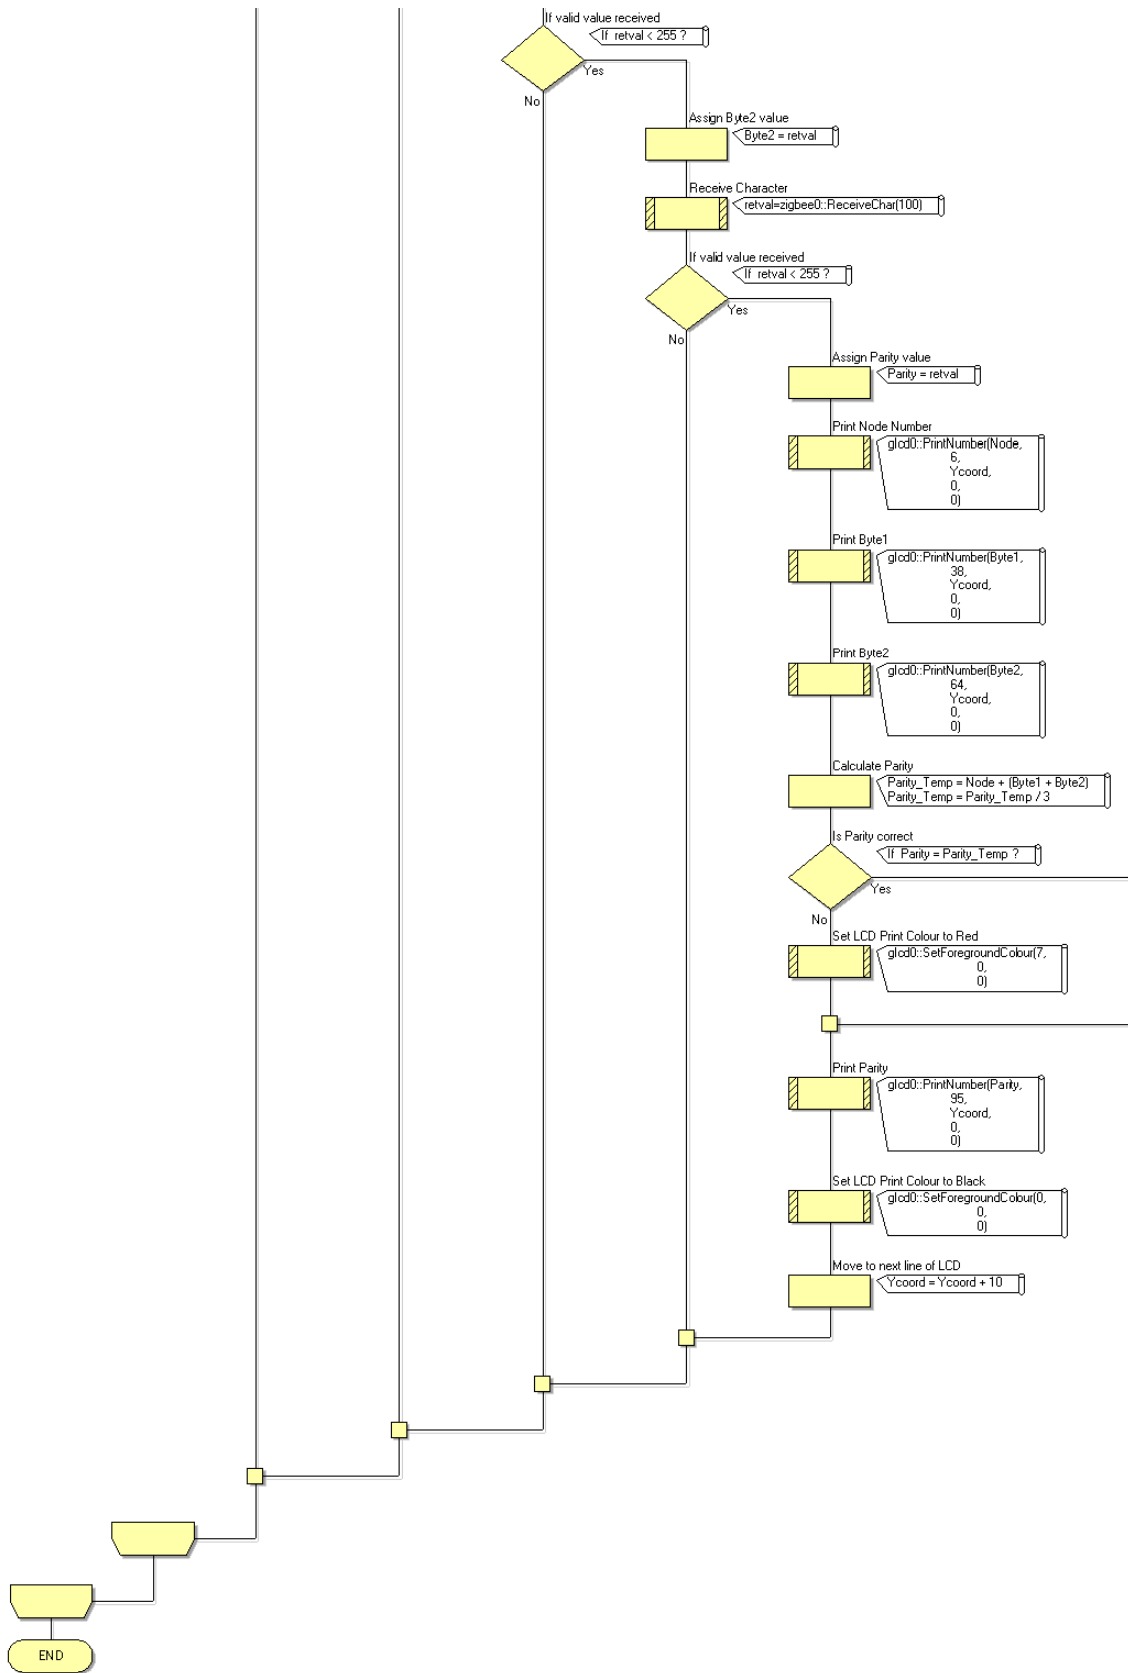 If valid value received
If  retval < 255 ?
Yes
No
Assign Byte2 value
Byte2 = retval
Receive Character
retval=zigbee0::ReceiveChar(100)
If valid value received
If  retval < 255 ?
Yes
No
Assign Parity value
Parity = retval
Print Node Number
glcd0::PrintNumber(Node,
6,
Ycoord,
0,
0)
Print Byte1
glcd0::PrintNumber(Byte1,
38,
Ycoord,
0,
0)
Print Byte2
glcd0::PrintNumber(Byte2,
64,
Ycoord,
0,
0)
Calculate Parity
Parity_Temp = Node + (Byte1 + Byte2)
Parity_Temp = Parity_Temp / 3
Is Parity correct
If  Parity = Parity_Temp ?
Yes
No
Set LCD Print Colour to Red
glcd0::SetForegroundColour(7,
0,
0)
Print Parity
glcd0::PrintNumber(Parity,
95,
Ycoord,
0,
0)
Set LCD Print Colour to Black
glcd0::SetForegroundColour(0,
0,
0)
Move to next line of LCD
Ycoord = Ycoord + 10
END